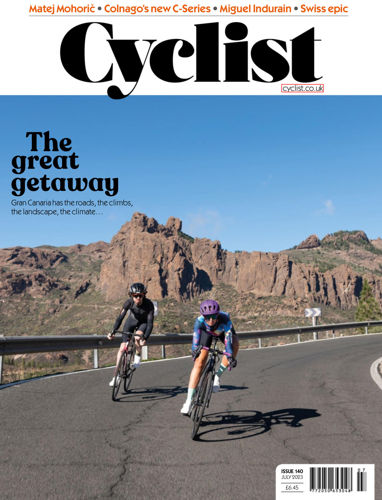 Matej Mohorič • Colnago's new C-Series • Miguel Indurain • Swiss epic
Cyclist
cyclist.co.uk
The
great
getaway
Gran Canaria has the roads, the climbs,
the landscape, the climate…
ISSUE 140
JULY 2023
£6.45
07